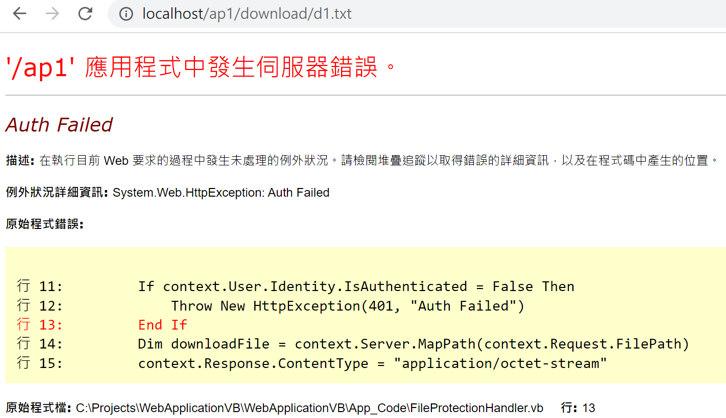 localhost/ap1/download/d1.txt
'/ap1' 應用程式中發生伺服器錯誤。
Auth Failed
描述: 在執行目前 Web 要求的過程中發生未處理的例外狀況。請檢閱堆疊追蹤以取得錯誤的詳細資訊，以及在程式碼中產生的位置。
例外狀況詳細資訊: System.Web.HttpException: Auth Failed
原始程式錯誤:
行 11:         If context.User.Identity.IsAuthenticated = False Then
行 12:             Throw New HttpException(401, "Auth Failed")
行 13:         End If
行 14:         Dim downloadFile = context.Server.MapPath(context.Request.FilePath)
行 15:         context.Response.ContentType = "application/octet-stream"
原始程式檔: C:\Projects\WebApplicationVB\WebApplicationVB\App_Code\FileProtectionHandler.vb    行: 13